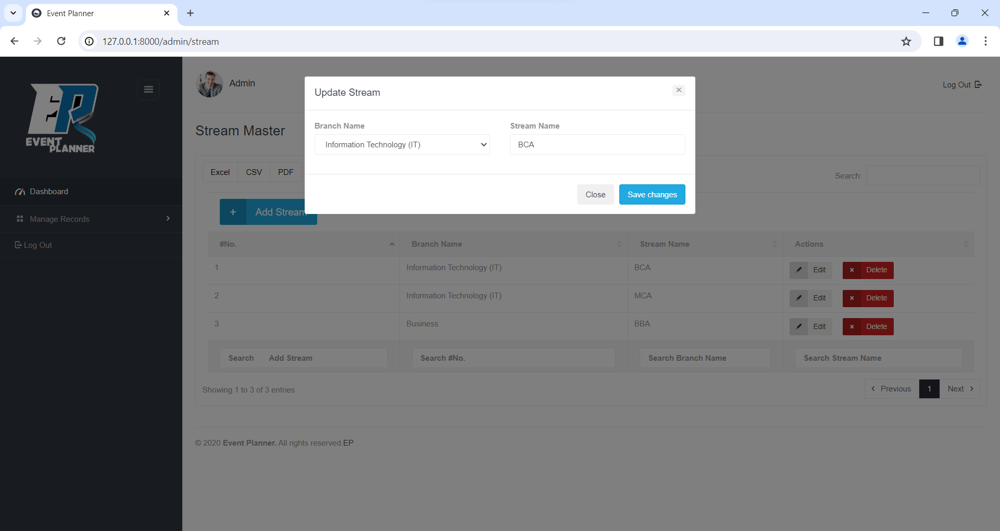 Event Planner
127.0.0.1:8000/admin/stream
EVENT
PLANNER
Admin
Log Out
Update Stream
Branch Name
Stream Name
Information Technology (IT)
BCA
Close
Save changes
Stream Master
Dashboard
Manage Records
Log Out
Excel
CSV
PDF
Search:
+ Add Stream
#No.
Branch Name
Stream Name
Actions
1
Information Technology (IT)
BCA
Edit
Delete
2
Information Technology (IT)
MCA
Edit
Delete
3
Business
BBA
Edit
Delete
Search Add Stream
Search #No.
Search Branch Name
Search Stream Name
Showing 1 to 3 of 3 entries
Previous
1
Next
© 2020 Event Planner. All rights reserved.EP